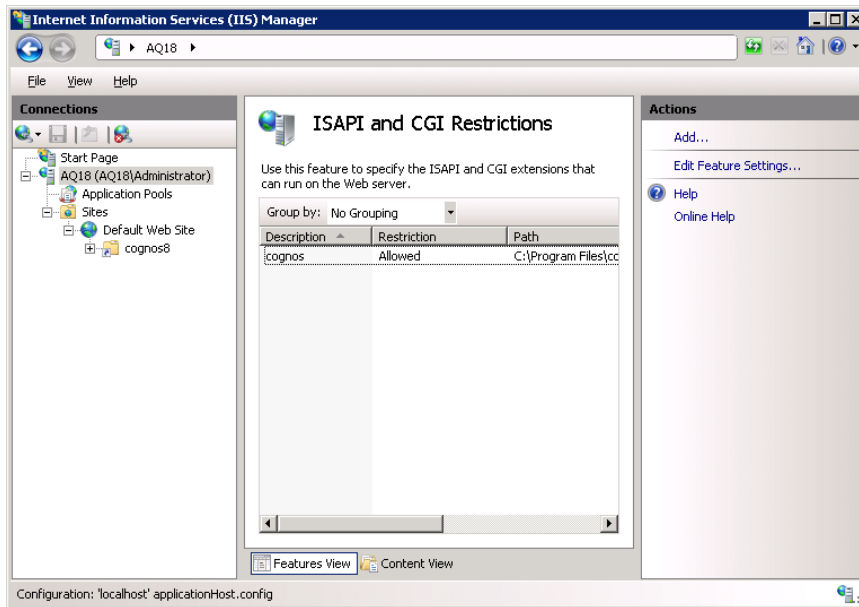 Internet Information Services (IIS) Manager
AQ18
File View Help
Connections
Start Page
AQ18 (AQ18\Administrator)
Application Pools
Sites
Default Web Site
cognos8
ISAPI and CGI Restrictions
Use this feature to specify the ISAPI and CGI extensions that
can run on the Web server.
Group by: No Grouping
Description Restriction Path
cognos Allowed C:\Program Files\cc
Features View Content View
Actions
Add...
Edit Feature Settings...
Help
Online Help
Configuration: 'localhost' applicationHost.config